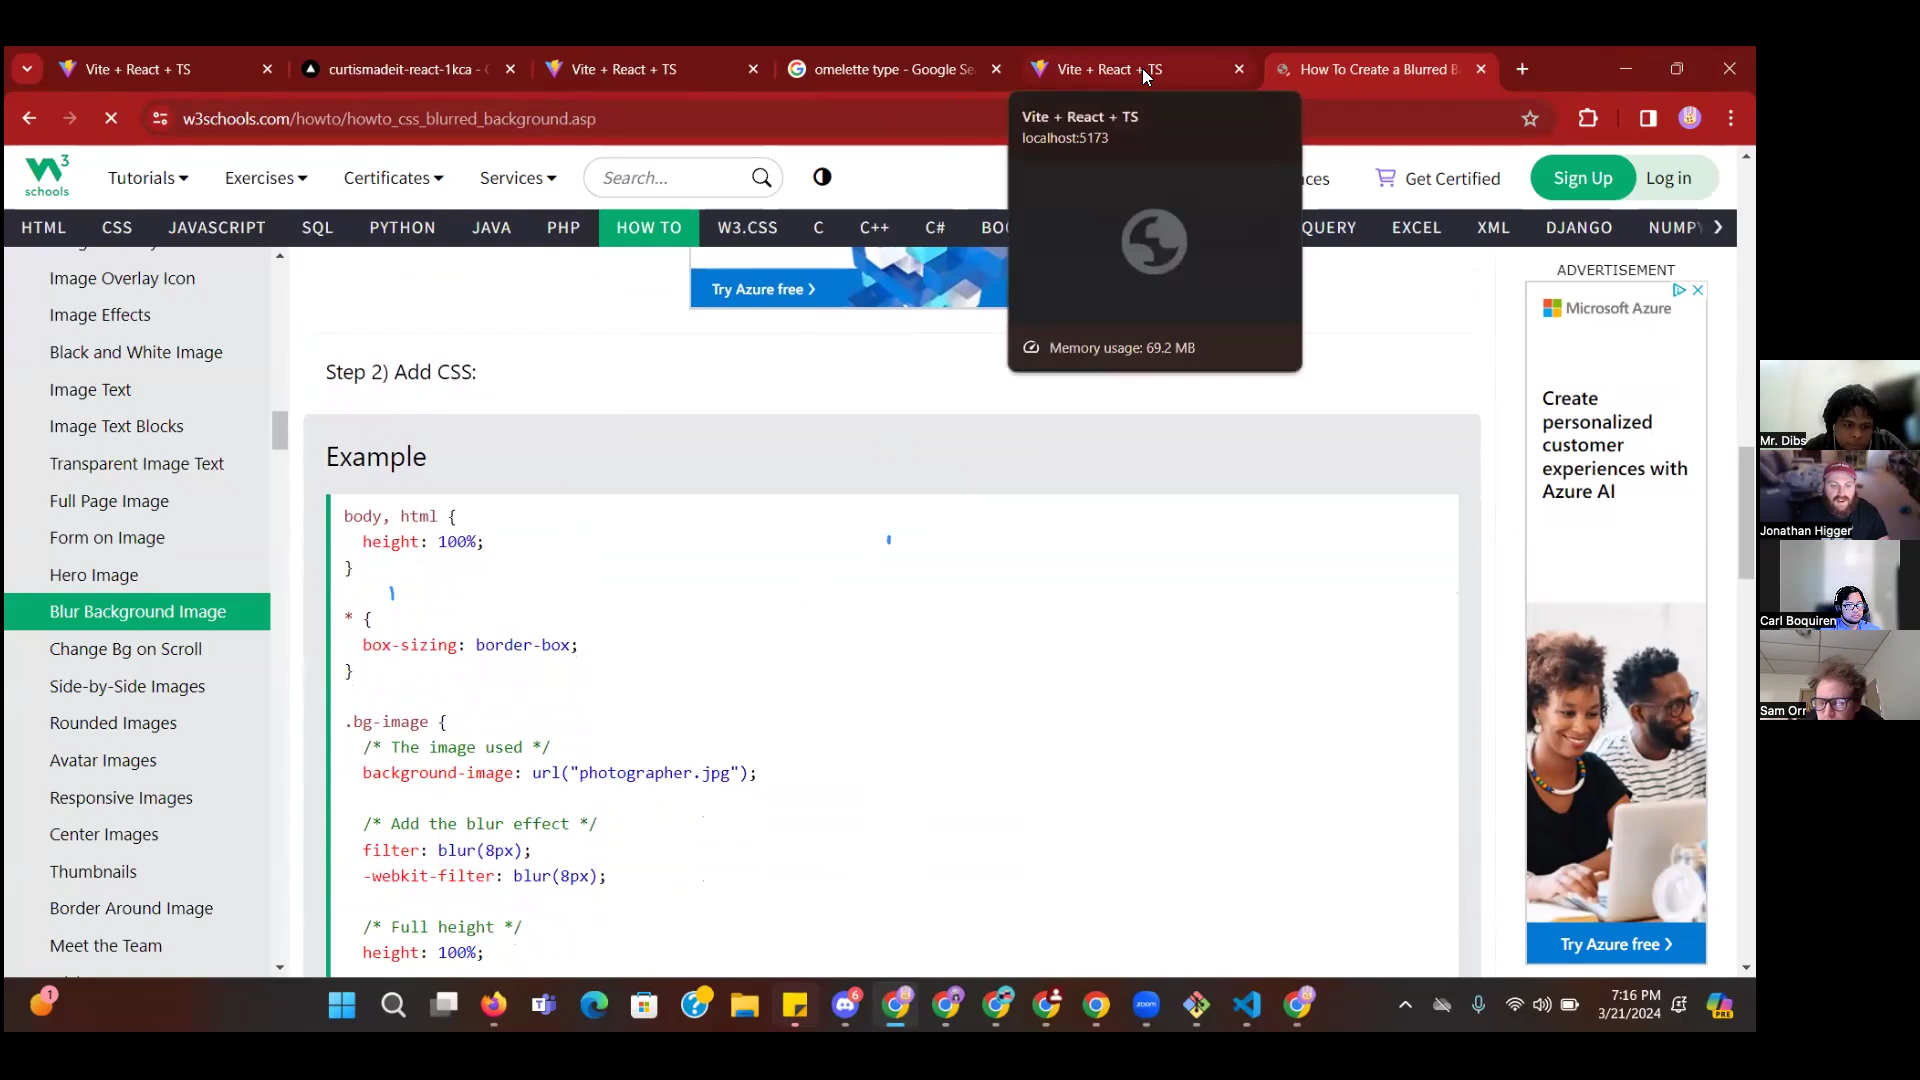 Vite + React + TS
curtismadeit-react-1kca -
Vite + React + TS
omelette type - Google Se
Vite + React + TS
How To Create a Blurred B
w3schools.com/howto/howto_css_blurred_background.asp
Vite + React + TS
localhost:5173
Memory usage: 69.2 MB
W3 schools
Tutorials
Exercises
Certificates
Services
Search...
Get Certified
Sign Up
Log in
HTML
CSS
JAVASCRIPT
SQL
PYTHON
JAVA
PHP
HOW TO
W3.CSS
C
C++
C#
EXCEL
XML
DJANGO
Image Overlay Icon
Image Effects
Black and White Image
Image Text
Image Text Blocks
Transparent Image Text
Full Page Image
Form on Image
Hero Image
Blur Background Image
Change Bg on Scroll
Side-by-Side Images
Rounded Images
Avatar Images
Responsive Images
Center Images
Thumbnails
Border Around Image
Meet the Team
Try Azure free
Step 2) Add CSS:
Example
body, html {
height: 100%;
}
* {
box-sizing: border-box;
}
.bg-image {
/* The image used */
background-image: url("photographer.jpg");
/* Add the blur effect */
filter: blur(8px);
-webkit-filter: blur(8px);
/* Full height */
height: 100%;
ADVERTISEMENT
Microsoft Azure
Create
personalized
customer
experiences with
Azure AI
Try Azure free
Mr. Dibs
Jonathan Higger
Carl Boquiren
Sam Orr
1
6
zoom
7:16 PM
3/21/2024
PRE